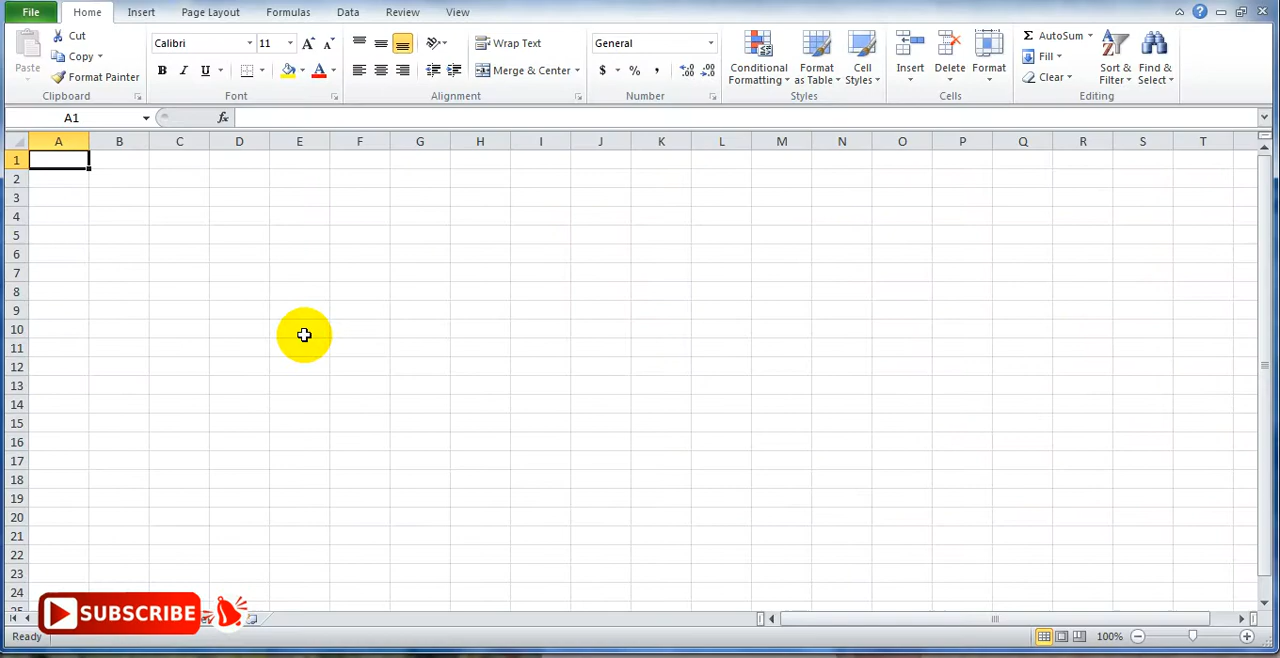 File Home Insert Page Layout Formulas Data Review View
Cut
Copy
Format Painter
Paste
Clipboard
Calibri 11
B I U
Font
Wrap Text
Merge & Center
Alignment
General
$ % ,
Number
Conditional Formatting
Format as Table
Cell Styles
Styles
Insert
Delete
Format
Cells
AutoSum
Fill
Clear
Sort & Filter
Find & Select
Editing
A1 fx
A B C D E F G H I J K L M N O P Q R S T
1
2
3
4
5
6
7
8
9
10
11
12
13
14
15
16
17
18
19
20
21
22
23
24
SUBSCRIBE
Ready 100%